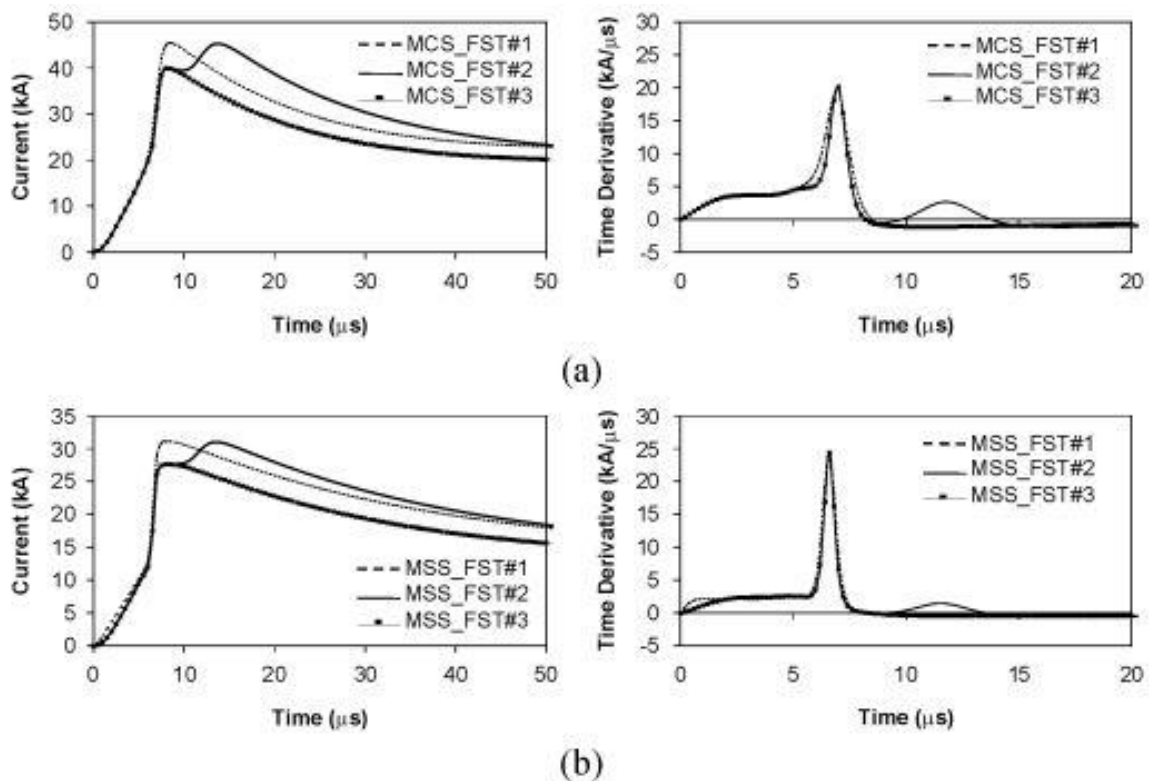 50
40
30
20
10
0
Current (kA)
MCS_FST#1
MCS_FST#2
MCS_FST#3
0 10 20 30 40 50
Time (μs)
30
25
20
15
10
5
0
-5
Time Derivative (kA/μs)
MCS_FST#1
MCS_FST#2
MCS_FST#3
0 5 10 15 20
Time (μs)
(a)
35
30
25
20
15
10
5
0
Current (kA)
MSS_FST#1
MSS_FST#2
MSS_FST#3
0 10 20 30 40 50
Time (μs)
30
25
20
15
10
5
0
-5
Time Derivative (kA/μs)
MSS_FST#1
MSS_FST#2
MSS_FST#3
0 5 10 15 20
Time (μs)
(b)